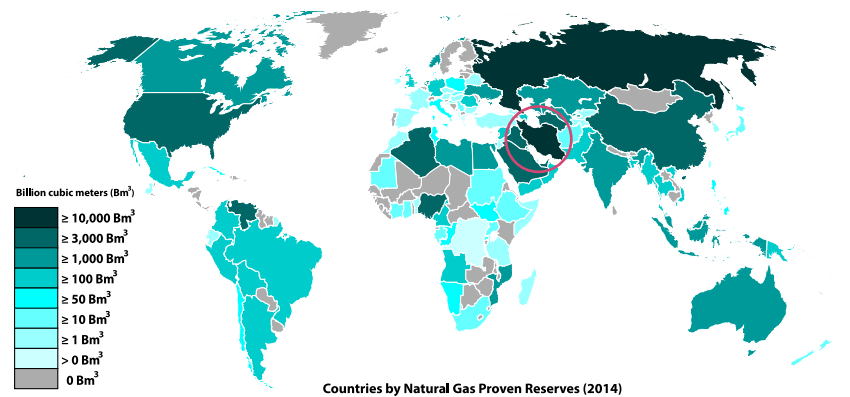 Billion cubic meters (Bm³)
≥ 10,000 Bm³
≥ 3,000 Bm³
≥ 1,000 Bm³
≥ 100 Bm³
≥ 50 Bm³
≥ 10 Bm³
≥ 1 Bm³
> 0 Bm³
0 Bm³
Countries by Natural Gas Proven Reserves (2014)